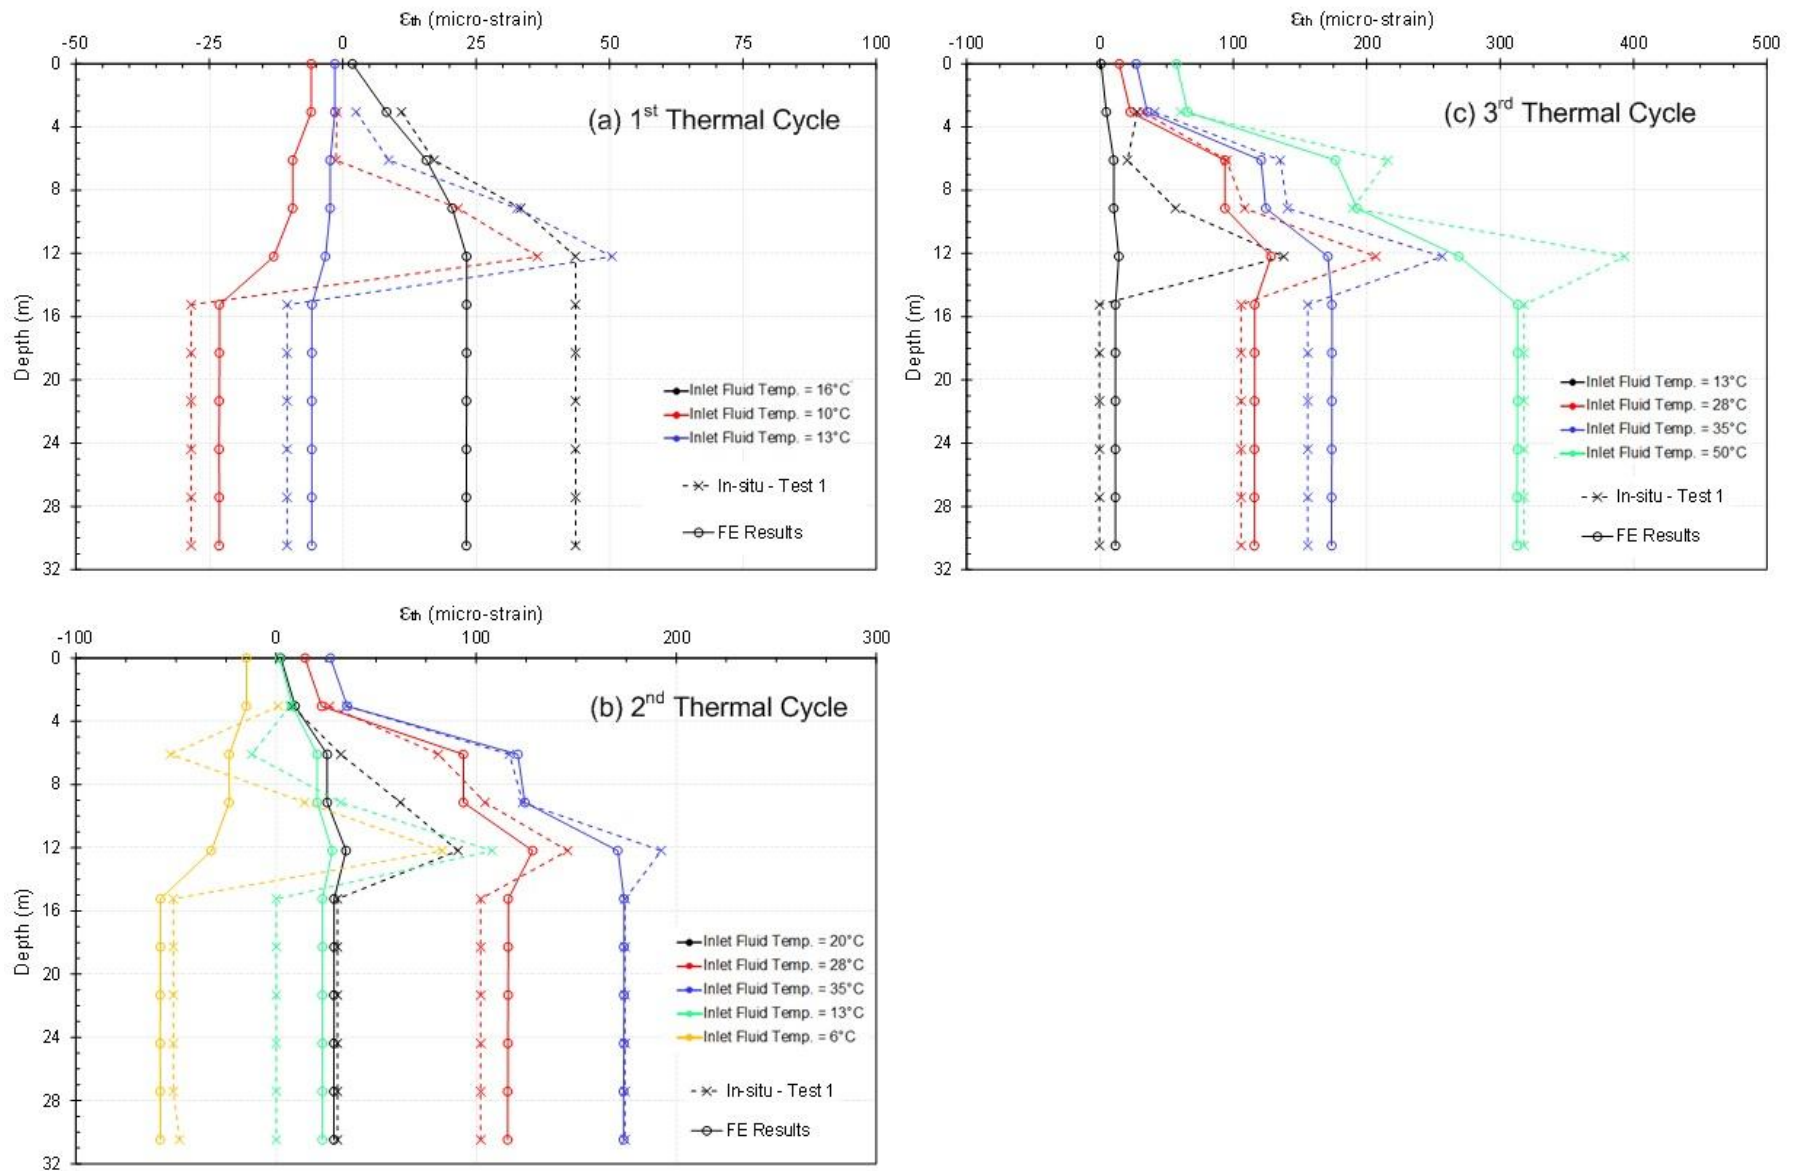 εth (micro-strain)
-50 -25 0 25 50 75 100
0
4
8
12
16
20
24
28
32
Depth (m)
(a) 1st Thermal Cycle
Inlet Fluid Temp. = 16°C
Inlet Fluid Temp. = 10°C
Inlet Fluid Temp. = 13°C
In-situ - Test 1
FE Results
εth (micro-strain)
-100 0 100 200 300 400 500
0
4
8
12
16
20
24
28
32
Depth (m)
(c) 3rd Thermal Cycle
Inlet Fluid Temp. = 13°C
Inlet Fluid Temp. = 28°C
Inlet Fluid Temp. = 35°C
Inlet Fluid Temp. = 50°C
In-situ - Test 1
FE Results
εth (micro-strain)
-100 0 100 200 300
0
4
8
12
16
20
24
28
32
Depth (m)
(b) 2nd Thermal Cycle
Inlet Fluid Temp. = 20°C
Inlet Fluid Temp. = 28°C
Inlet Fluid Temp. = 35°C
Inlet Fluid Temp. = 13°C
Inlet Fluid Temp. = 6°C
In-situ - Test 1
FE Results